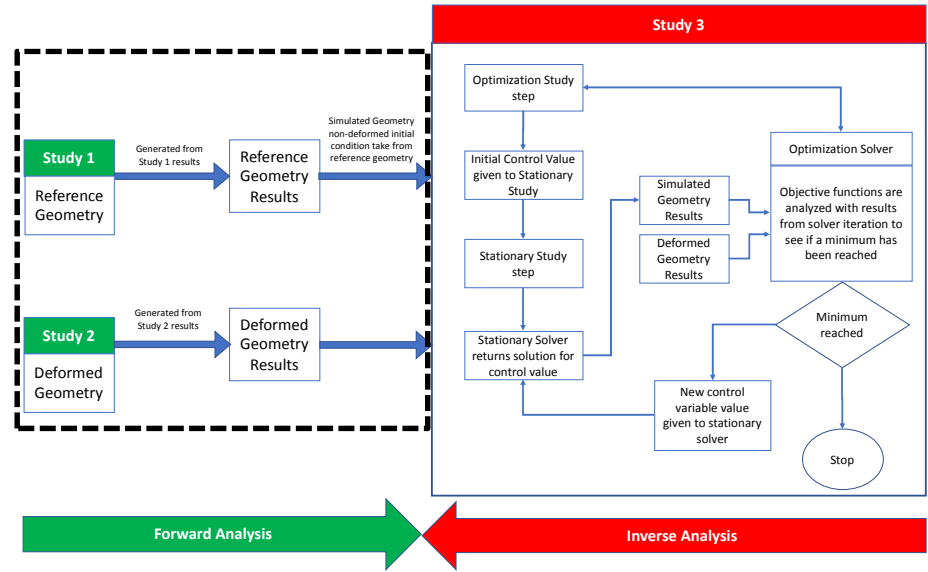 Study 3
Study 1
Reference
Geometry
Generated from
Study 1 results
Reference
Geometry
Results
Simulated Geometry
non-deformed initial
condition take from
reference geometry
Study 2
Deformed
Geometry
Generated from
Study 2 results
Deformed
Geometry
Results
Optimization Study
step
Initial Control Value
given to Stationary
Study
Stationary Study
step
Stationary Solver
returns solution for
control value
Simulated
Geometry
Results
Deformed
Geometry
Results
Optimization Solver
Objective functions are
analyzed with results
from solver iteration to
see if a minimum has
been reached
Minimum
reached
New control
variable value
given to stationary
solver
Stop
Forward Analysis
Inverse Analysis